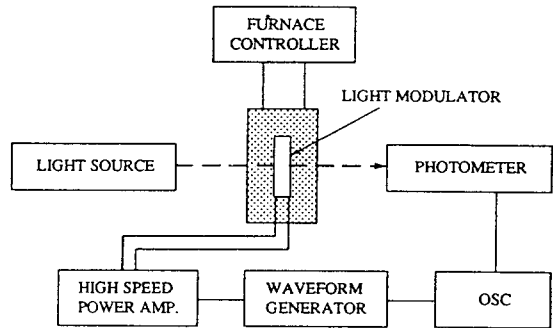 FURNACE
CONTROLLER
LIGHT MODULATOR
LIGHT SOURCE
PHOTOMETER
HIGH SPEED
POWER AMP.
WAVEFORM
GENERATOR
OSC